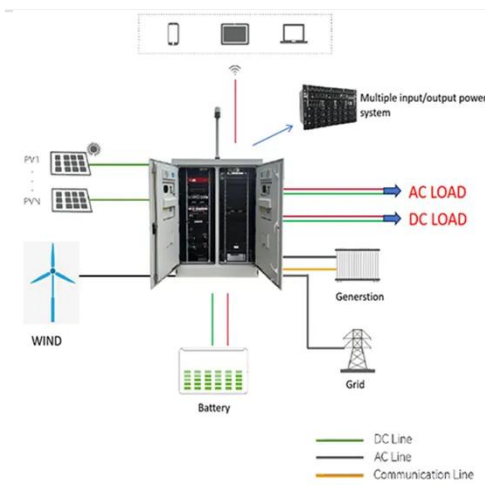 Multiple input/output power
system
PV1
PVN
AC LOAD
DC LOAD
WIND
Generstion
Grid
Battery
DC Line
AC Line
Communication Line